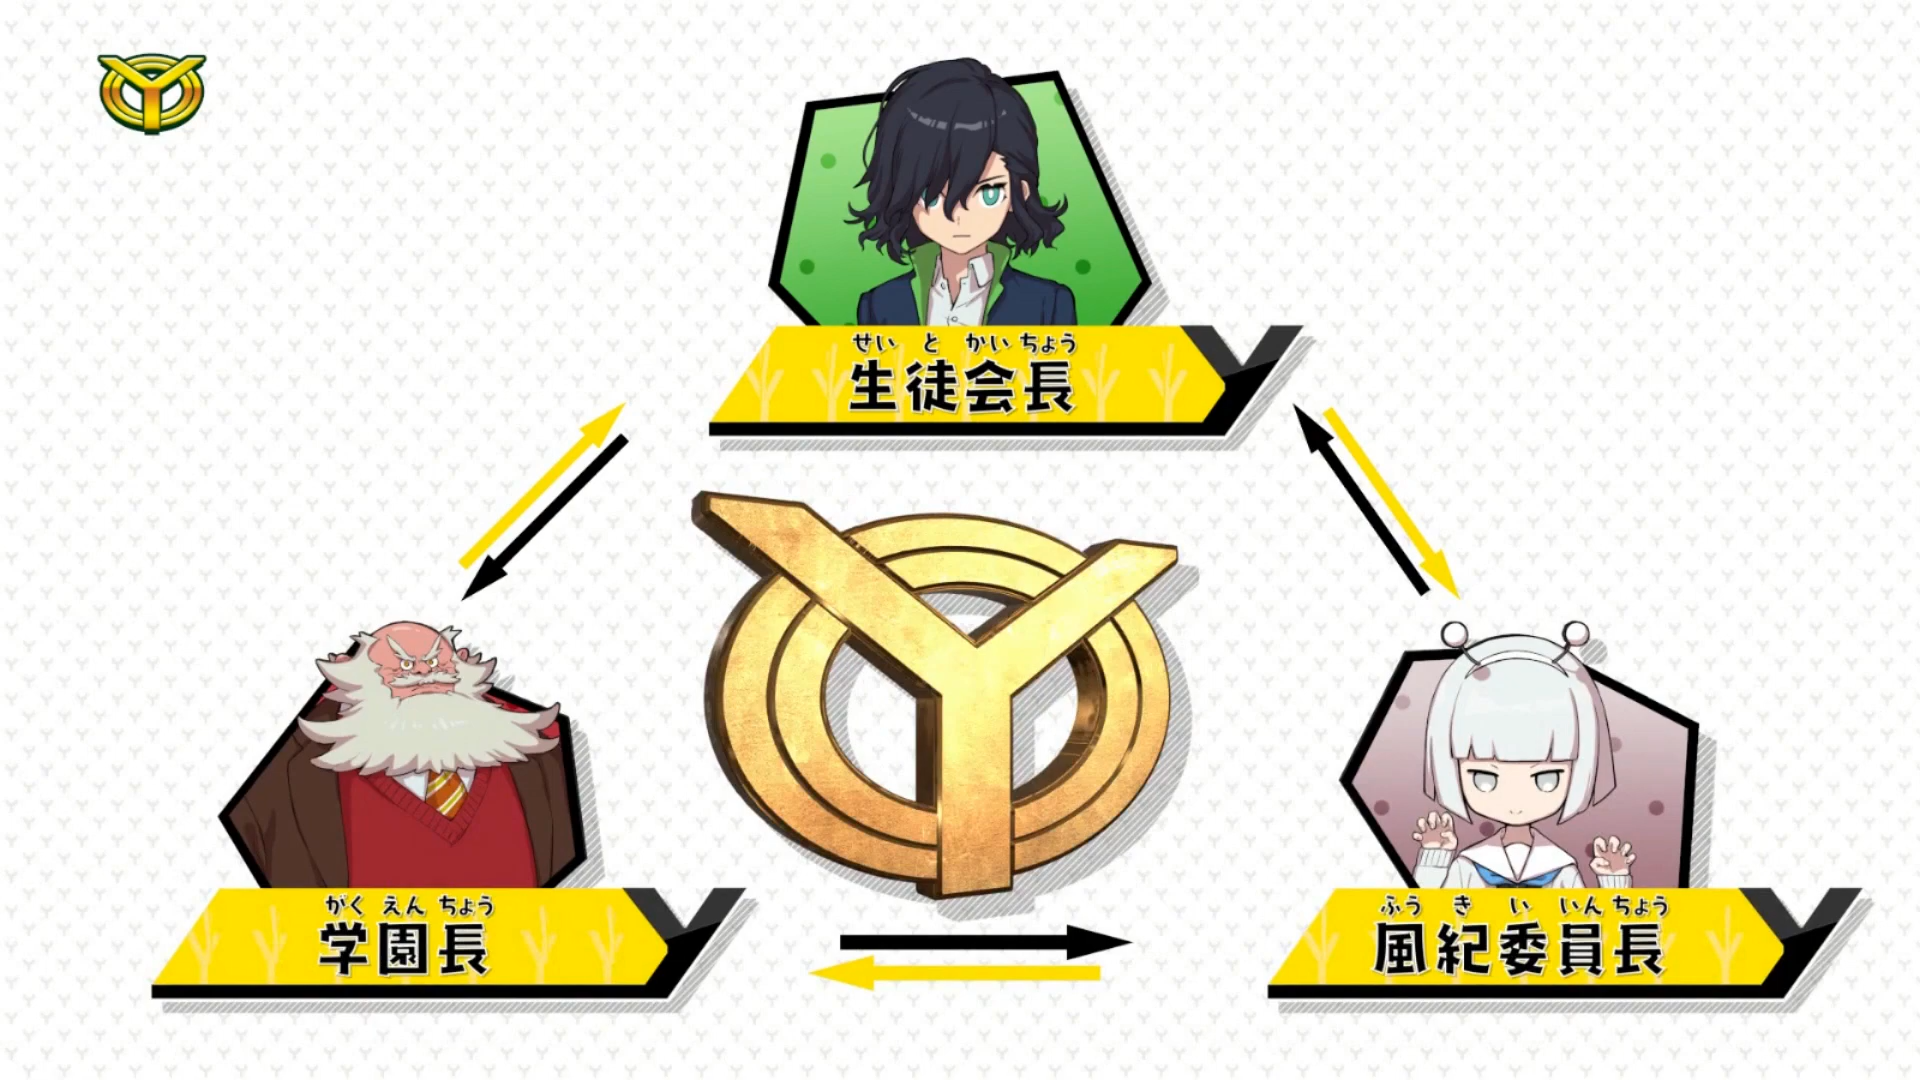 せいとかいちょう
生徒会長
がくえんちょう
学園長
ふうきいいんちょう
風紀委員長